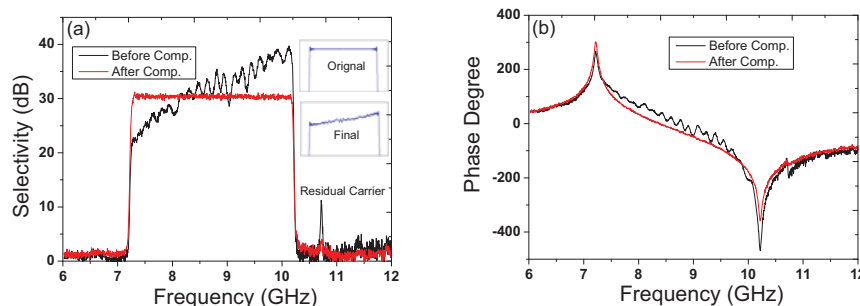 (a)
Before Comp.
After Comp.
Orignal
Final
Residual Carrier
Selectivity (dB)
40
30
20
10
0
6 7 8 9 10 11 12
Frequency (GHz)
(b)
Before Comp.
After Comp.
Phase Degree
400
200
0
-200
-400
6 7 8 9 10 11 12
Frequency (GHz)